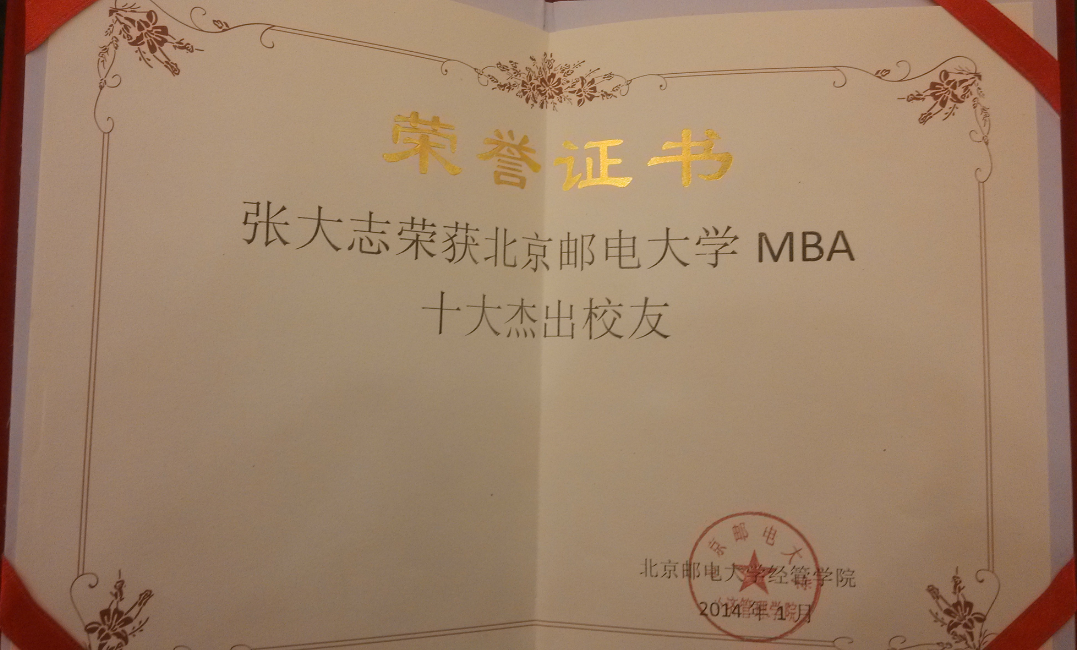 荣誉证书
张大志荣获北京邮电大学 MBA
十大杰出校友
北京邮电大学经管学院
2014 年 1 月